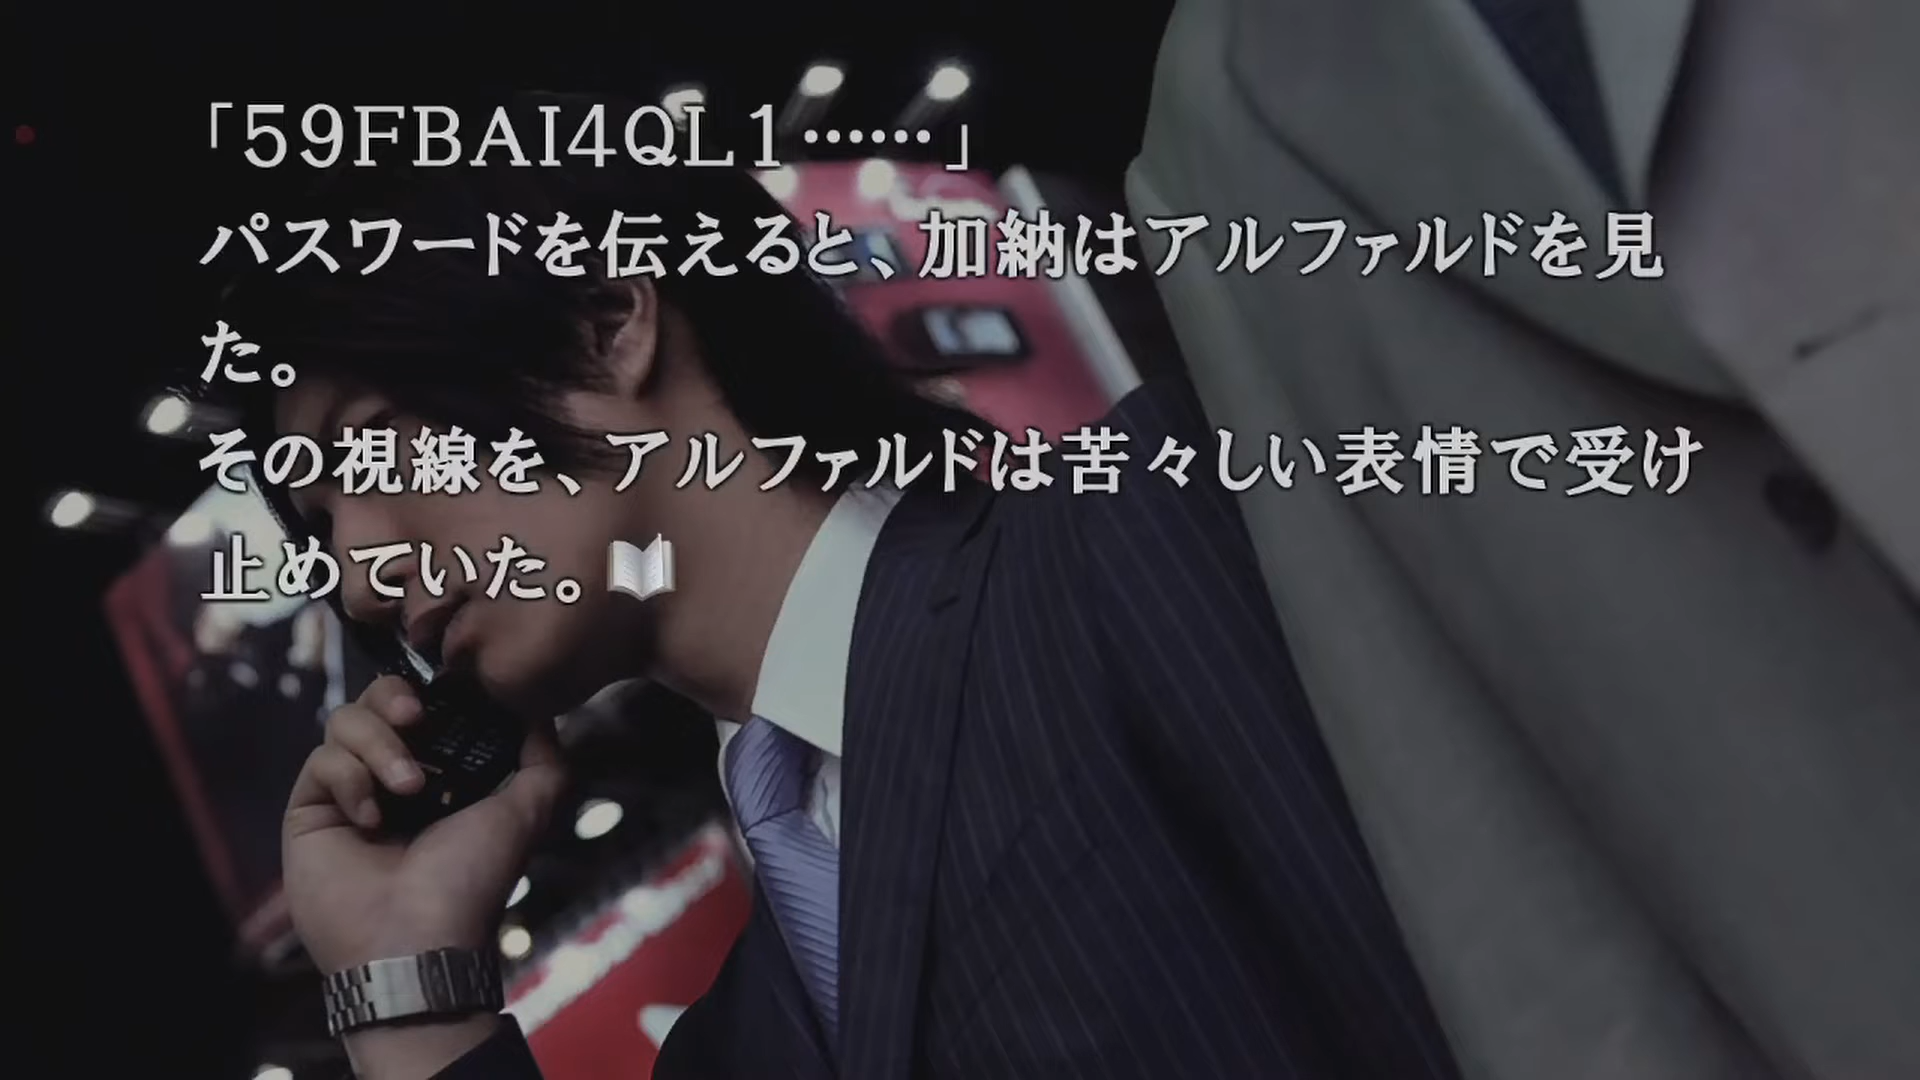 「59FBAI4QL1……」
パスワードを伝えると、加納はアルファルドを見
た。
その視線を、アルファルドは苦々しい表情で受け
止めていた。